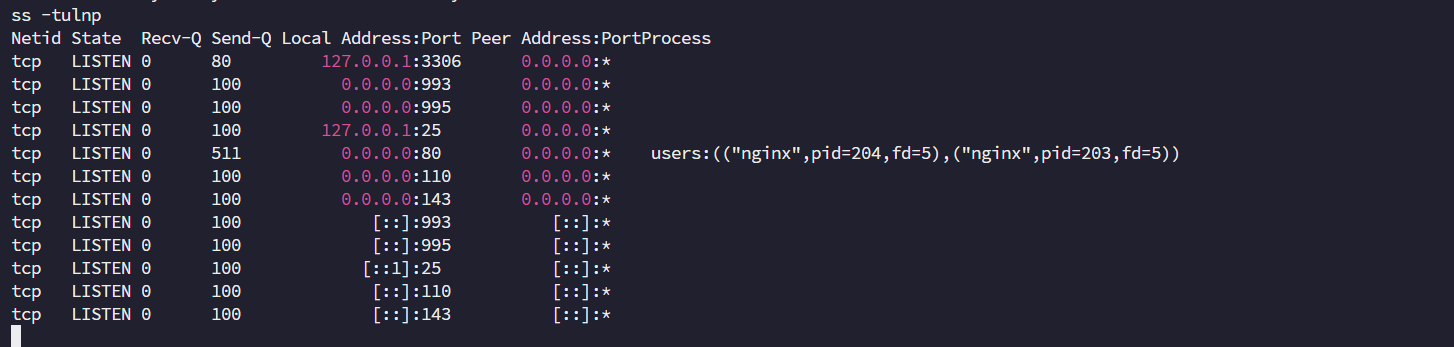 ss -tulnp
Netid State  Recv-Q Send-Q Local Address:Port Peer Address:PortProcess
tcp   LISTEN 0      80         127.0.0.1:3306      0.0.0.0:*
tcp   LISTEN 0      100          0.0.0.0:993       0.0.0.0:*
tcp   LISTEN 0      100          0.0.0.0:995       0.0.0.0:*
tcp   LISTEN 0      100        127.0.0.1:25        0.0.0.0:*
tcp   LISTEN 0      511          0.0.0.0:80        0.0.0.0:*    users:(("nginx",pid=204,fd=5),("nginx",pid=203,fd=5))
tcp   LISTEN 0      100          0.0.0.0:110       0.0.0.0:*
tcp   LISTEN 0      100          0.0.0.0:143       0.0.0.0:*
tcp   LISTEN 0      100             [::]:993          [::]:*
tcp   LISTEN 0      100             [::]:995          [::]:*
tcp   LISTEN 0      100            [::1]:25           [::]:*
tcp   LISTEN 0      100             [::]:110          [::]:*
tcp   LISTEN 0      100             [::]:143          [::]:*